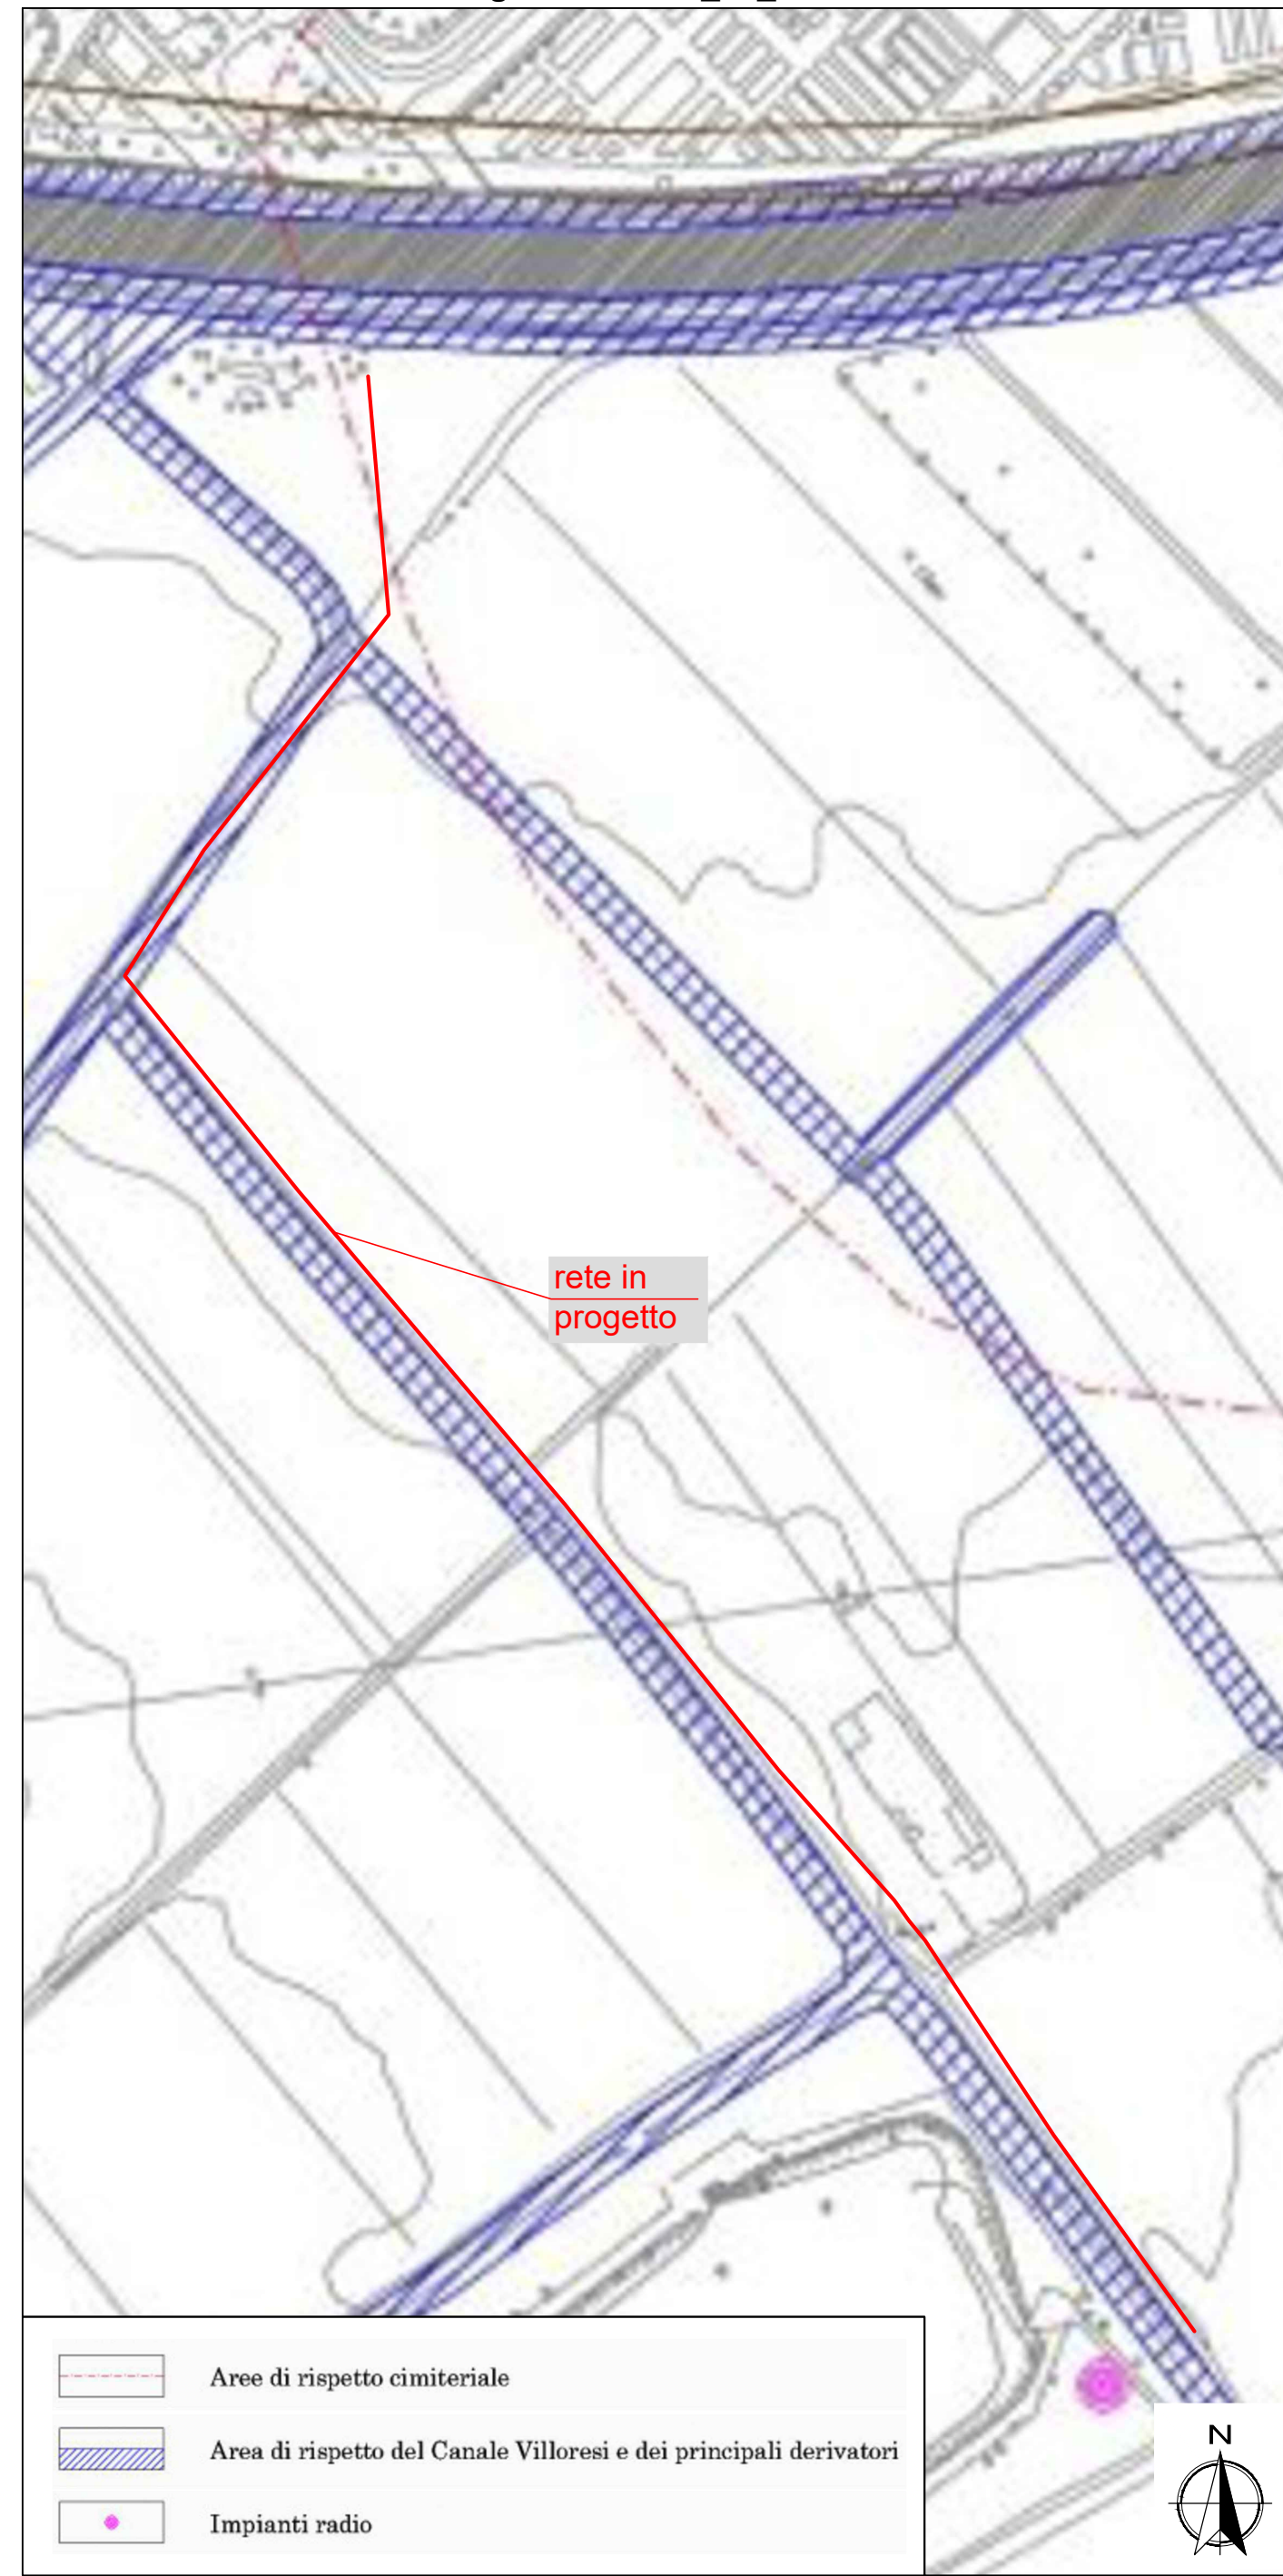 rete in
progetto
Aree di rispetto cimiteriale
Area di rispetto del Canale Villoresi e dei principali derivatori
Impianti radio
N